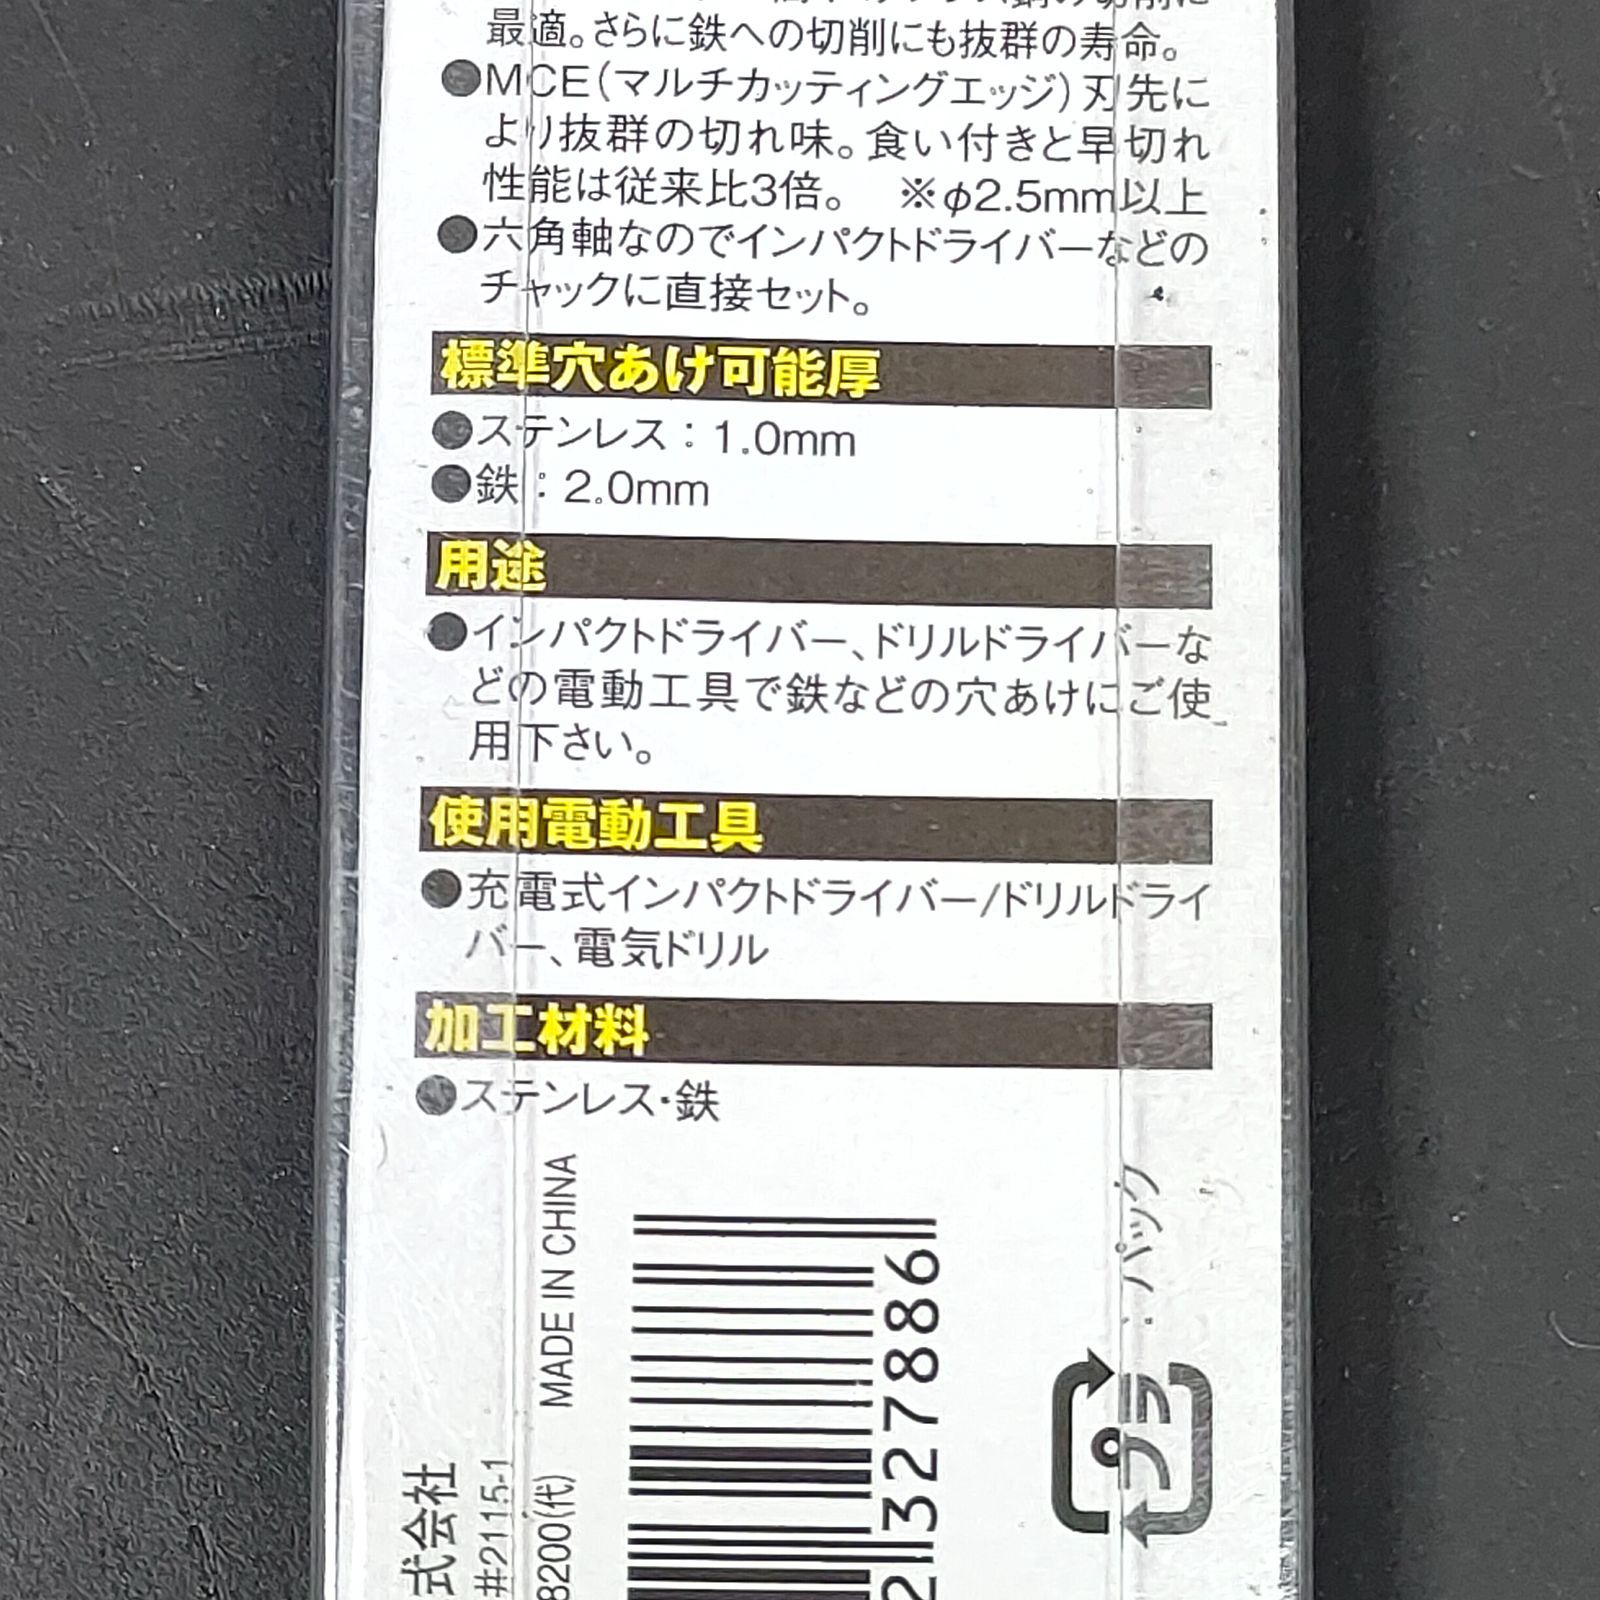 最適。さらに鉄への切削にも抜群の寿命。
●MCE(マルチカッティングエッジ)刃先に
より抜群の切れ味。食い付きと早切れ
性能は従来比3倍。 ※φ2.5mm以上
●六角軸なのでインパクトドライバーなどの
チャックに直接セット。
標準穴あけ可能厚
●ステンレス：1.0mm
●鉄：2.0mm
用途
●インパクトドライバー、ドリルドライバーな
どの電動工具で鉄などの穴あけにご使
用下さい。
使用電動工具
●充電式インパクトドライバー/ドリルドライ
バー、電気ドリル
加工材料
●ステンレス・鉄
式会社
井2115-1
8200(代) MADE IN CHINA
2 327886
プラ ：パック